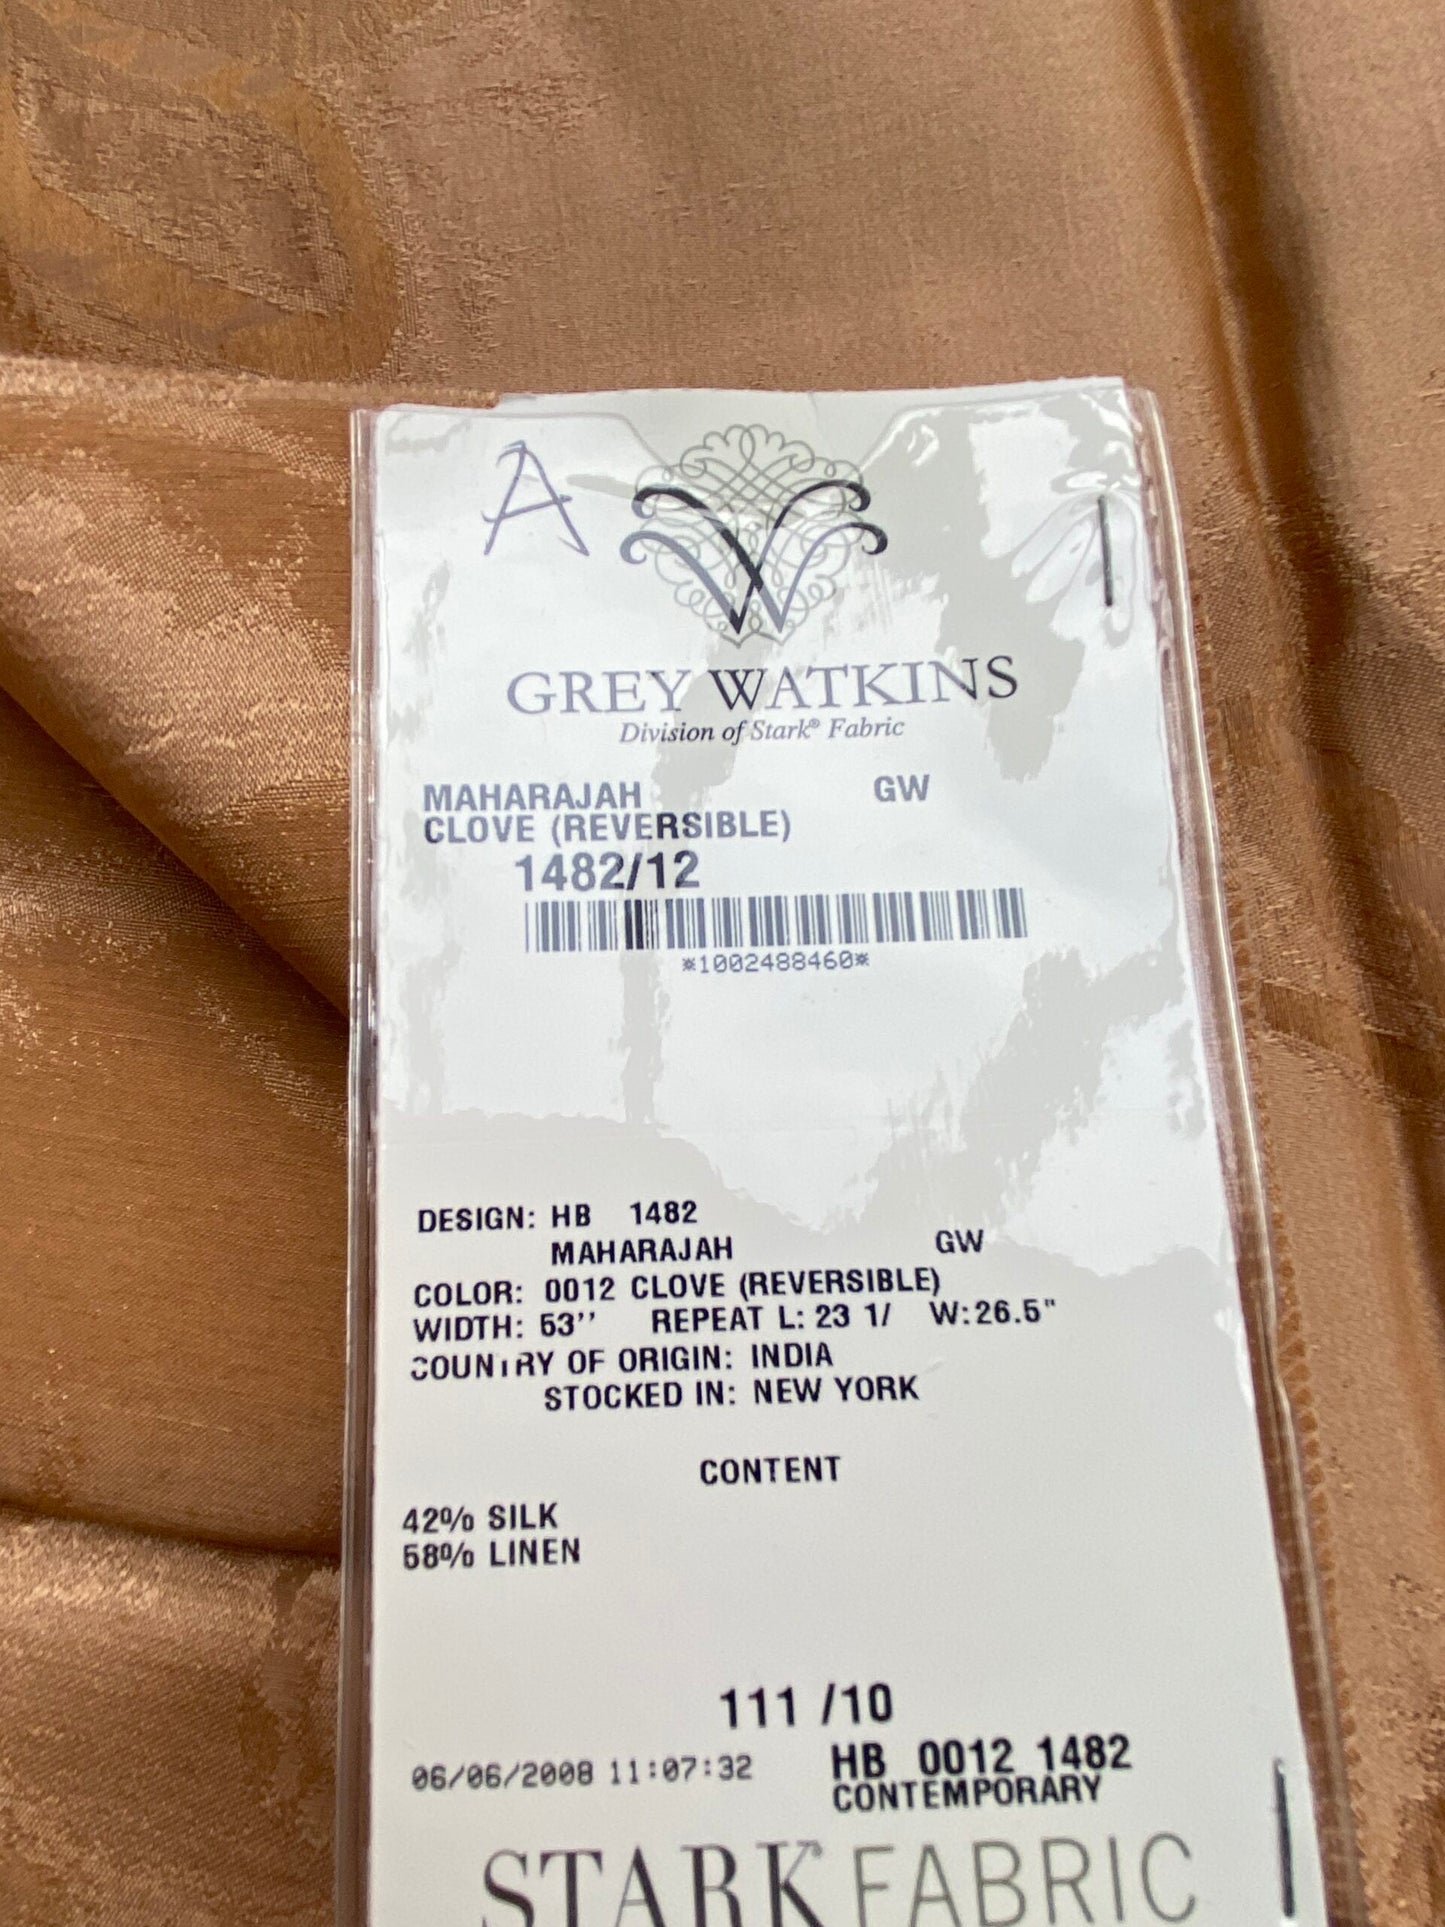 A
W
GREY WATKINS
Division of Stark® Fabric
MAHARAJAH GW
CLOVE (REVERSIBLE)
1482/12
*1002488460*
DESIGN: HB 1482
MAHARAJAH GW
COLOR: 0012 CLOVE (REVERSIBLE)
WIDTH: 53'' REPEAT L: 23 1/ W:26.5"
COUNTRY OF ORIGIN: INDIA
STOCKED IN: NEW YORK
CONTENT
42% SILK
58% LINEN
111 /10
06/06/2008 11:07:32 HB 0012 1482
CONTEMPORARY
STARK FABRIC